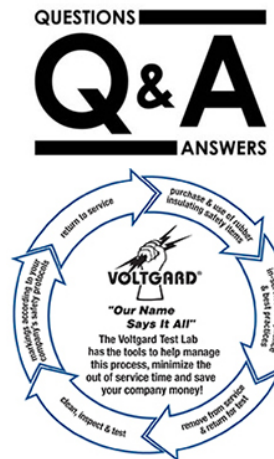 QUESTIONS
Q & A
ANSWERS
purchase & use of rubber
insulating safety items
& best practices
remove from service
& return for test
clean, inspect & test
markings according to your
company's safety protocols
return to service
VOLTGARD®
"Our Name
Says It All"
The Voltgard Test Lab
has the tools to help manage
this process, minimize the
out of service time and save
your company money!